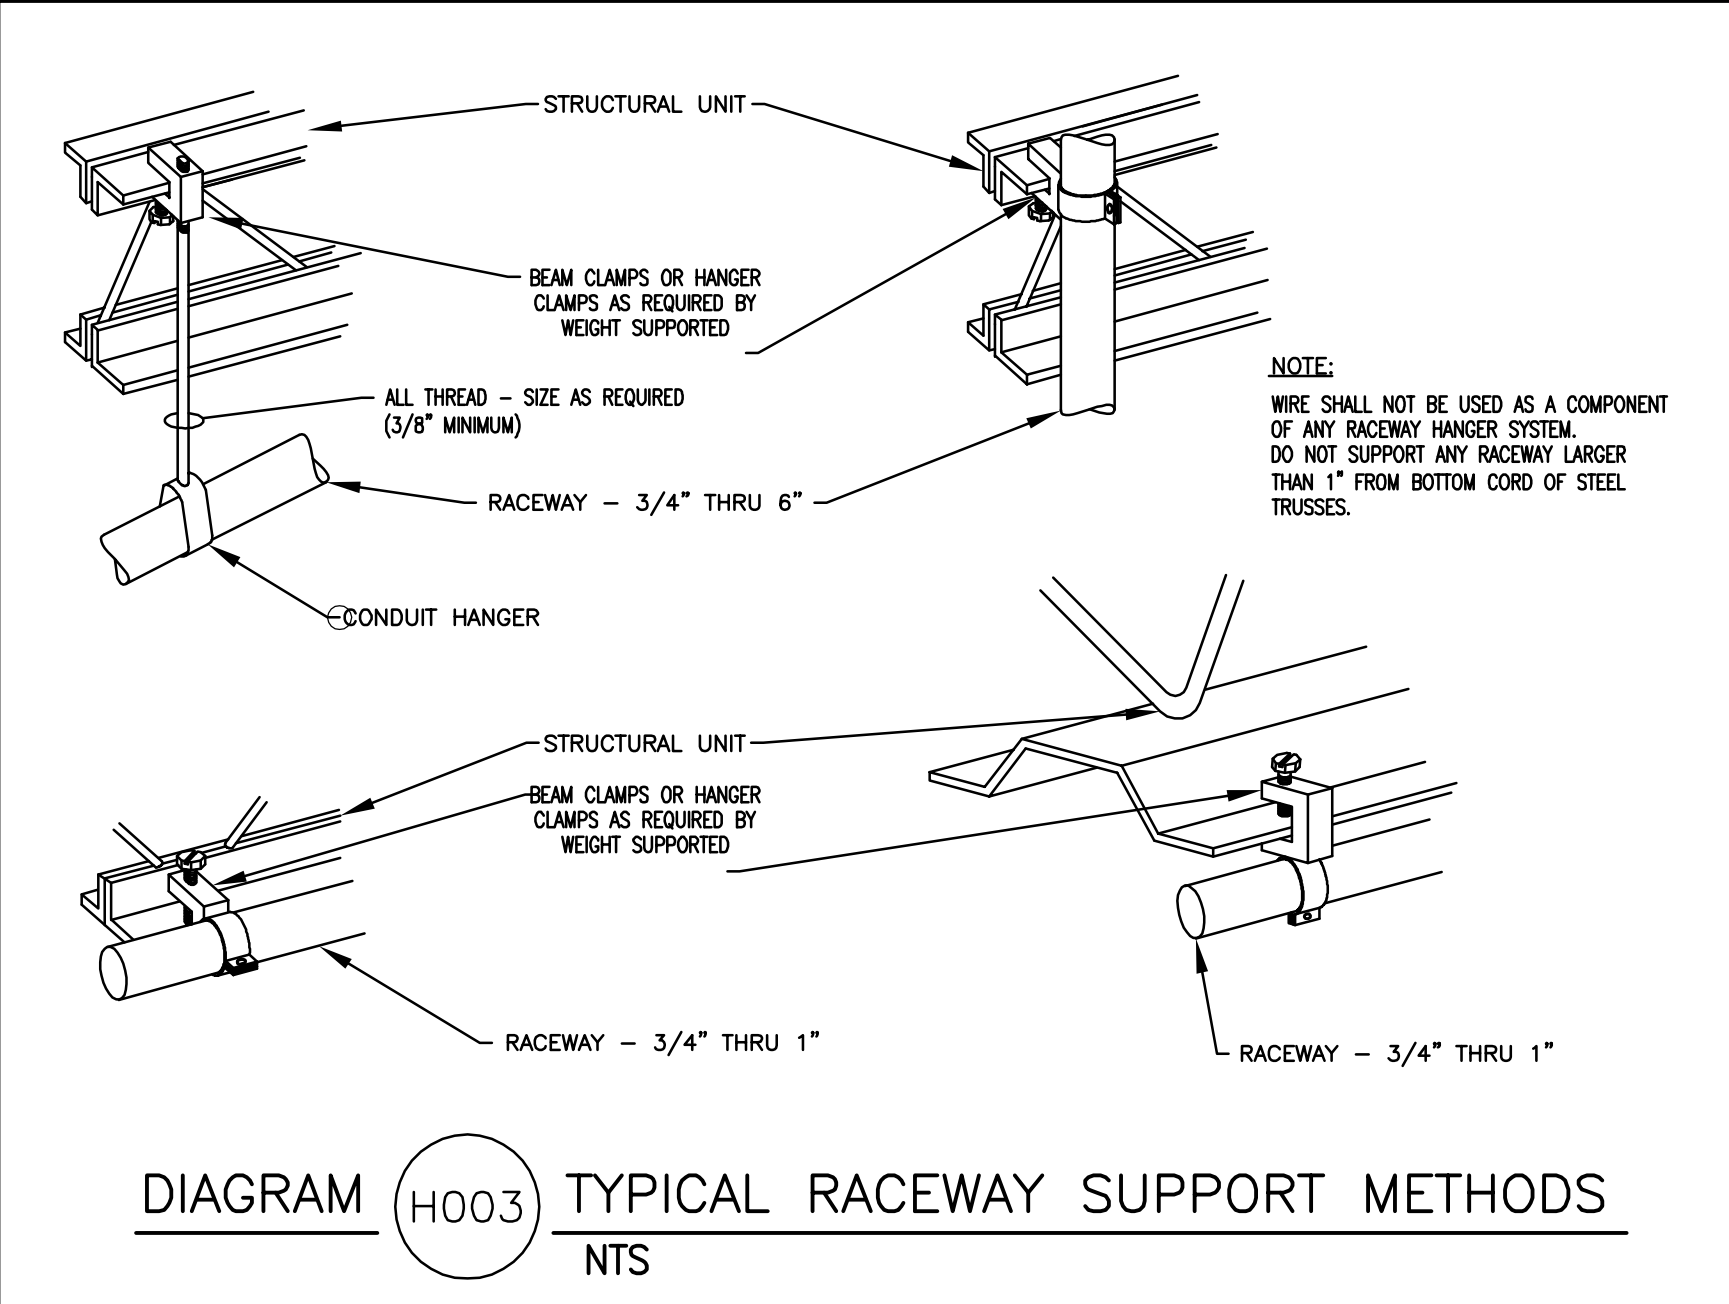 STRUCTURAL UNIT
BEAM CLAMPS OR HANGER
CLAMPS AS REQUIRED BY
WEIGHT SUPPORTED
ALL THREAD - SIZE AS REQUIRED
(3/8" MINIMUM)
RACEWAY - 3/4" THRU 6"
CONDUIT HANGER
NOTE:
WIRE SHALL NOT BE USED AS A COMPONENT
OF ANY RACEWAY HANGER SYSTEM.
DO NOT SUPPORT ANY RACEWAY LARGER
THAN 1" FROM BOTTOM CORD OF STEEL
TRUSSES.
STRUCTURAL UNIT
BEAM CLAMPS OR HANGER
CLAMPS AS REQUIRED BY
WEIGHT SUPPORTED
RACEWAY - 3/4" THRU 1"
RACEWAY - 3/4" THRU 1"
DIAGRAM H003 TYPICAL RACEWAY SUPPORT METHODS
NTS